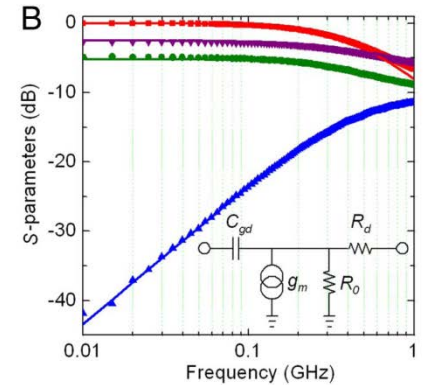 B
0
-10
-20
-30
-40
S-parameters (dB)
C_gd
R_d
g_m
R_0
0.01
0.1
1
Frequency (GHz)